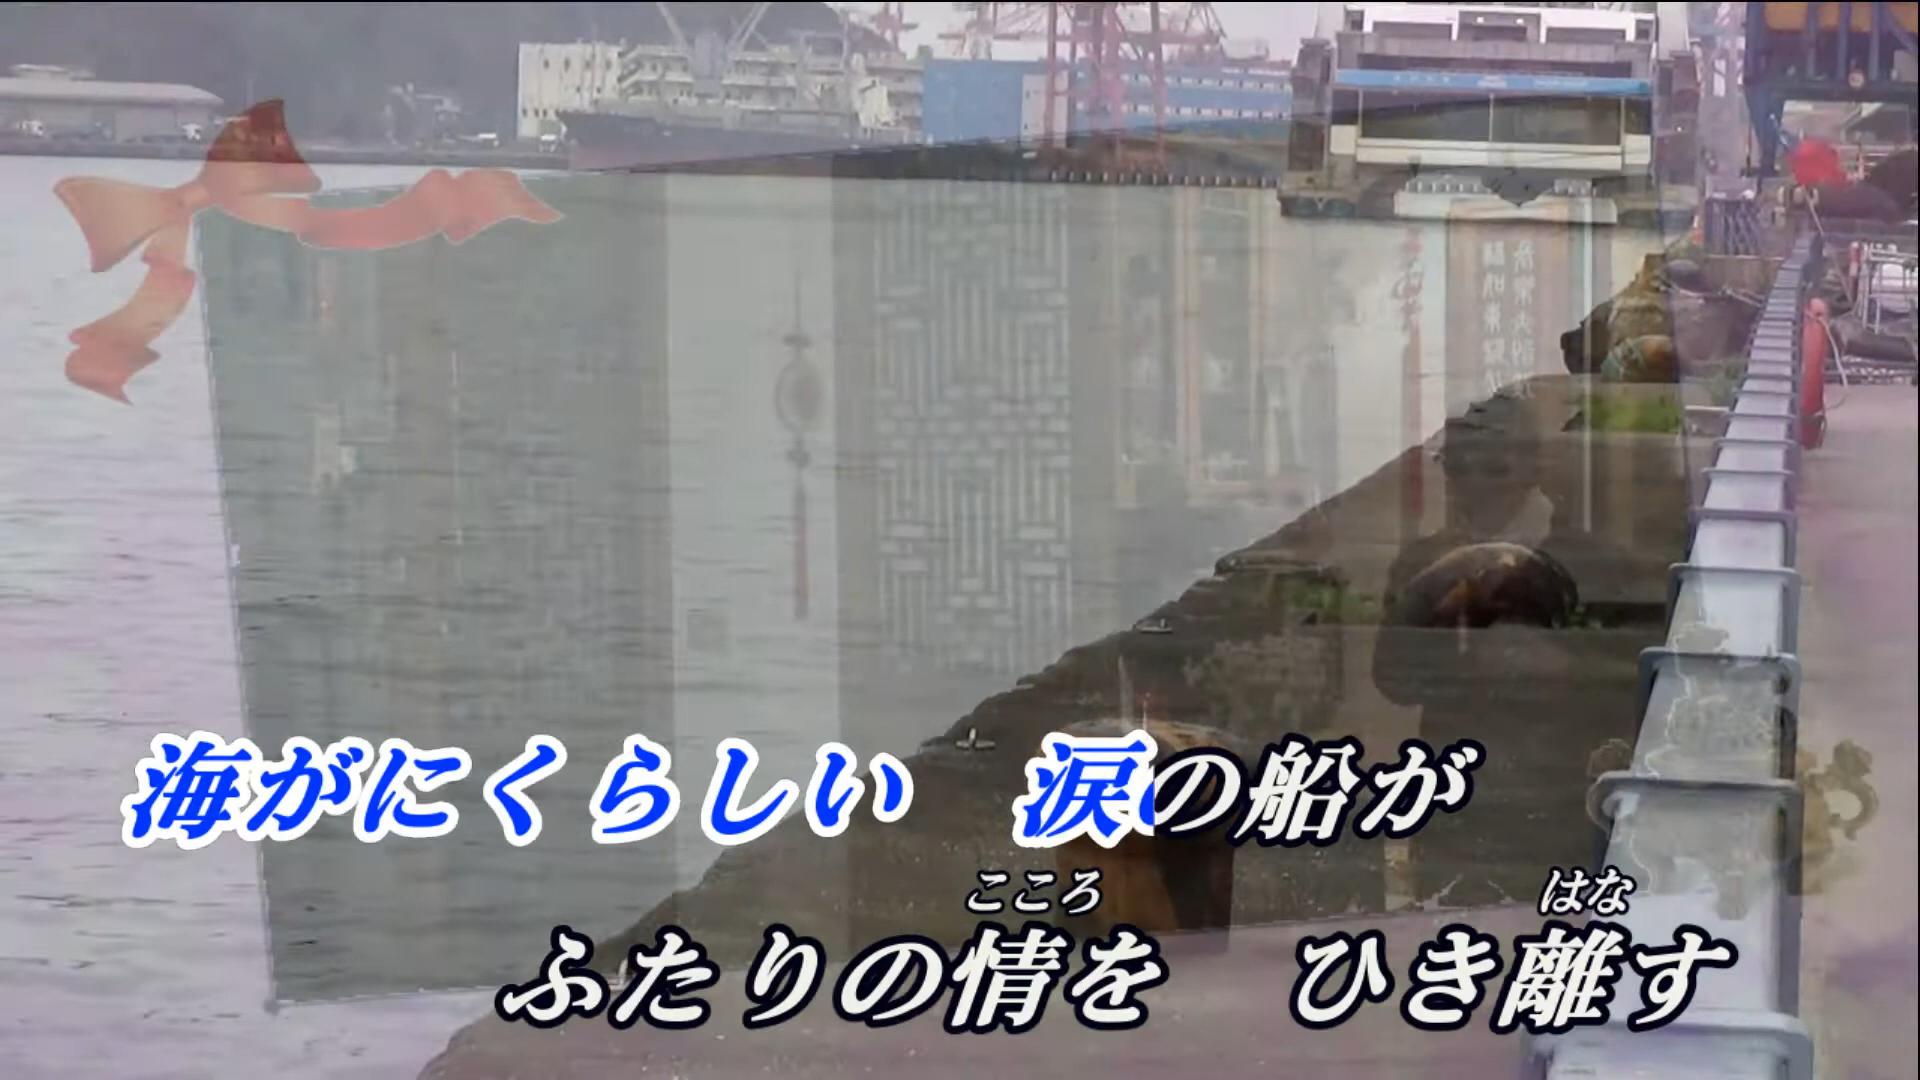 海がにくらしい　涙の船が
こころ　はな
ふたりの情を　ひき離す